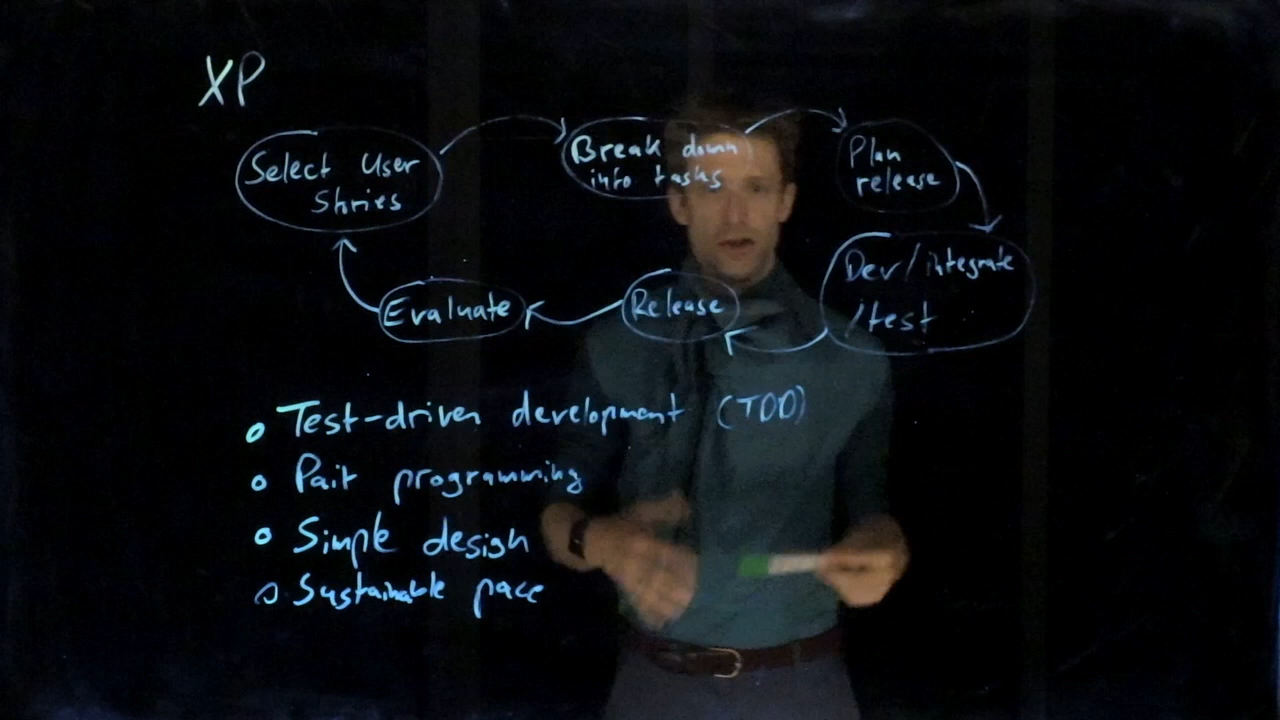 XP
Select User
Stories
Break down
into tasks
Plan
release
Dev/integrate
/test
Release
Evaluate
Test-driven development (TDD)
Pair programming
Simple design
Sustainable pace